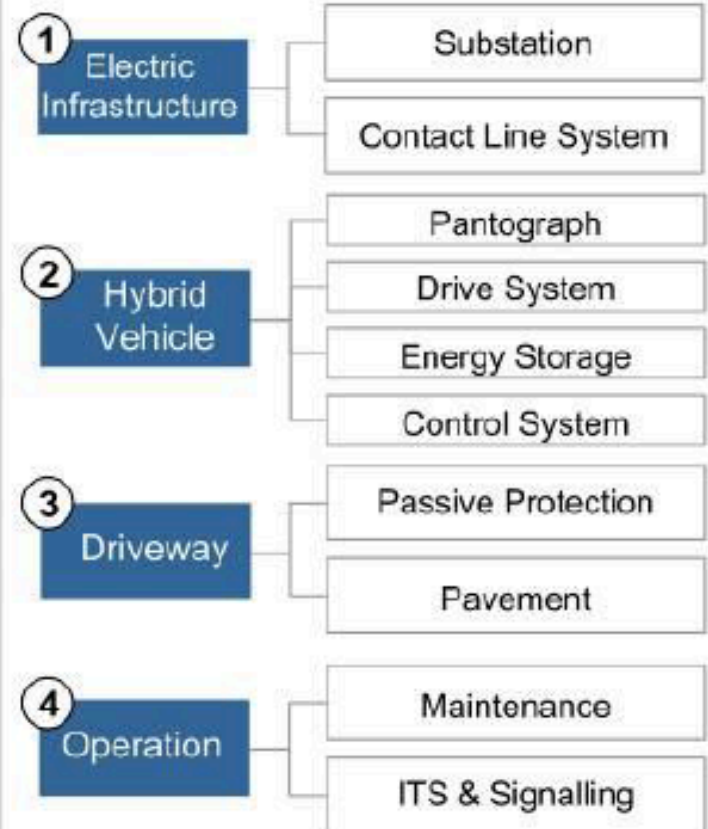 1
Electric
Infrastructure
Substation
Contact Line System
2
Hybrid
Vehicle
Pantograph
Drive System
Energy Storage
Control System
3
Driveway
Passive Protection
Pavement
4
Operation
Maintenance
ITS & Signalling